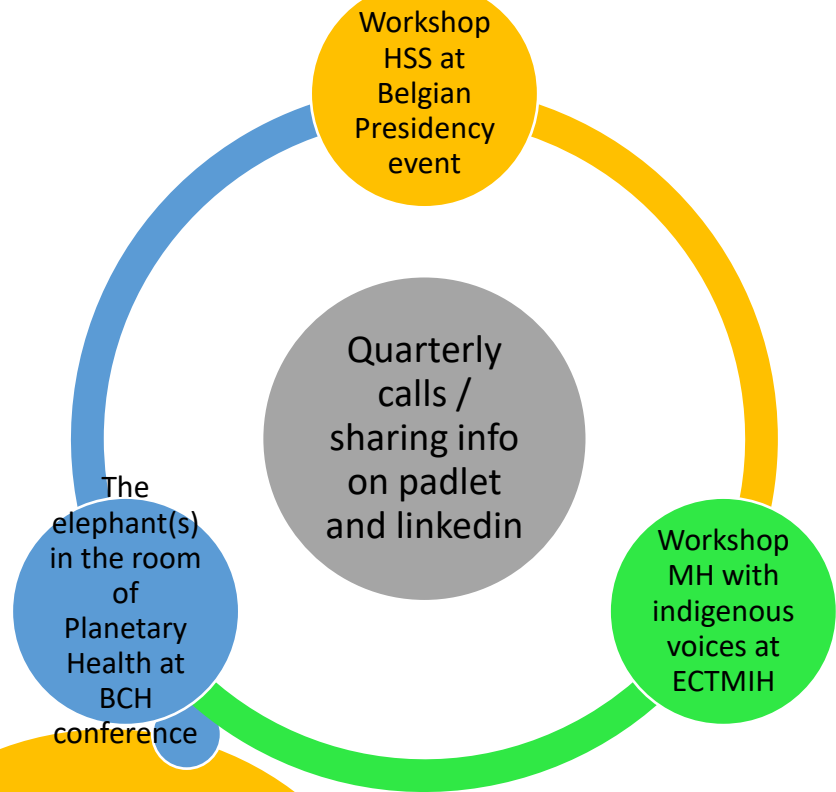 Workshop
HSS at
Belgian
Presidency
event
Quarterly
calls /
sharing info
on padlet
and linkedin
The
elephant(s)
in the room
of
Planetary
Health at
BCH
conference
Workshop
MH with
indigenous
voices at
ECTMIH